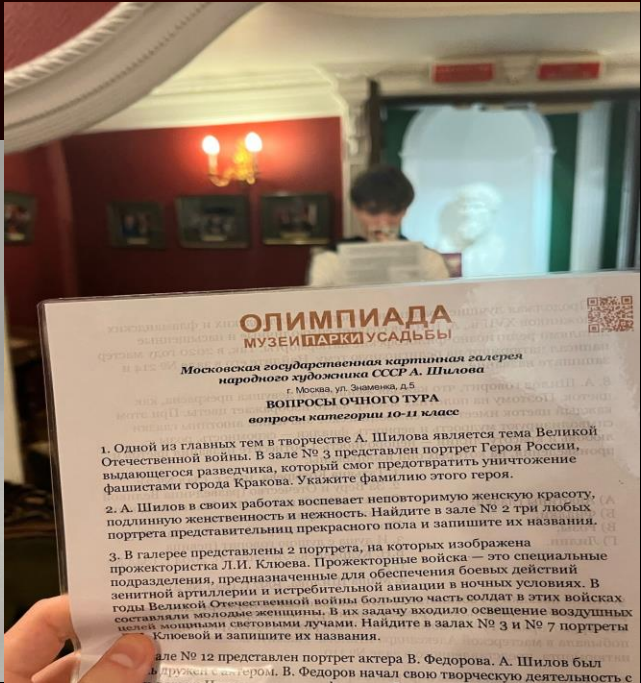 ОЛИМПИАДА
МУЗЕИ ПАРКИ УСАДЬБЫ
Московская государственная картинная галерея
народного художника СССР А. Шилова
г. Москва, ул. Знаменка, д.5
ВОПРОСЫ ОЧНОГО ТУРА
вопросы категории 10-11 класс
1. Одной из главных тем в творчестве А. Шилова является тема Великой
Отечественной войны. В зале № 3 представлен портрет Героя России,
выдающегося разведчика, который смог предотвратить уничтожение
фашистами города Кракова. Укажите фамилию этого героя.
2. А. Шилов в своих работах воспевает неповторимую женскую красоту,
подлинную женственность и нежность. Найдите в зале № 2 три любых
портрета представительниц прекрасного пола и запишите их названия.
3. В галерее представлены 2 портрета, на которых изображена
прожектористка Л.И. Клюева. Прожекторные войска — это специальные
подразделения, предназначенные для обеспечения боевых действий
зенитной артиллерии и истребительной авиации в ночных условиях. В
годы Великой Отечественной войны большую часть солдат в этих войсках
составляли молодые женщины. В их задачу входило освещение воздушных
целей мощными световыми лучами. Найдите в залах № 3 и № 7 портреты
Клюевой и запишите их названия.
зале № 12 представлен портрет актера В. Федорова. А. Шилов был
дружен с актером. В. Федоров начал свою творческую деятельность с